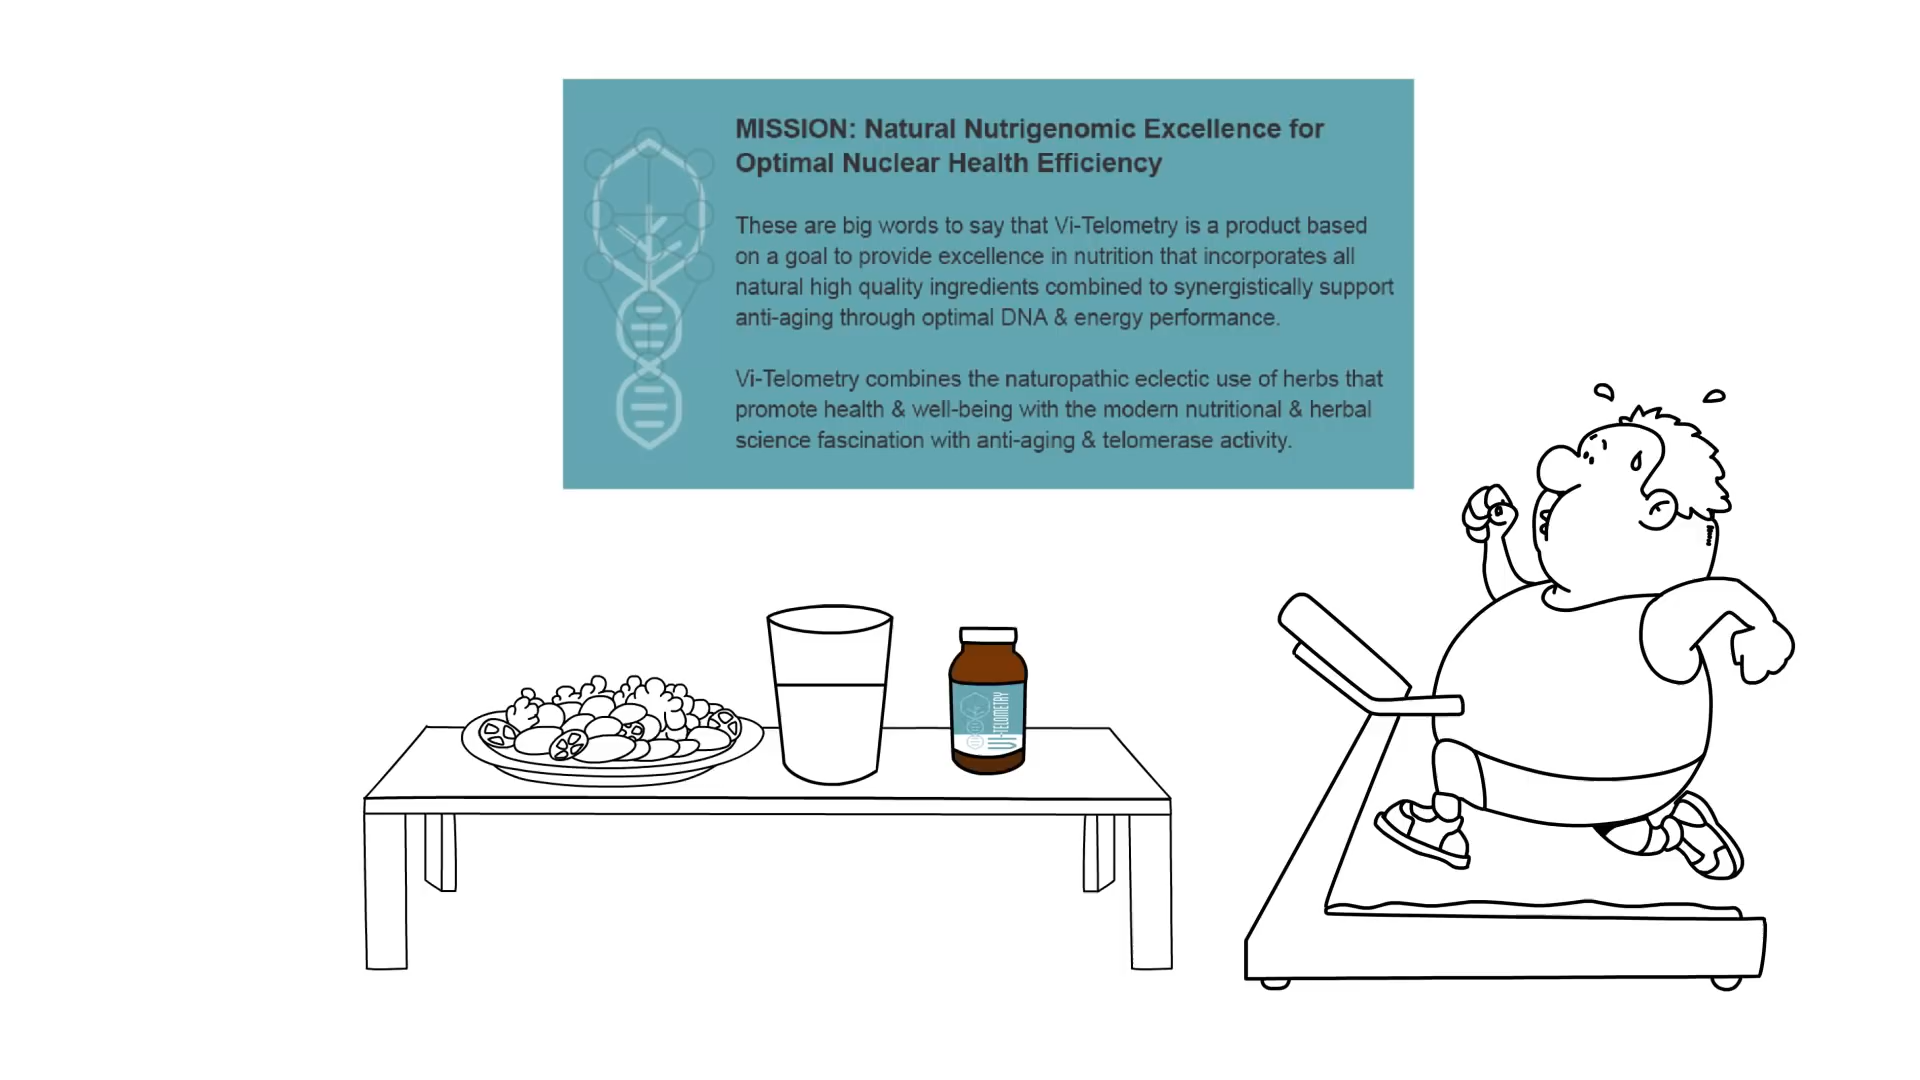 MISSION: Natural Nutrigenomic Excellence for
Optimal Nuclear Health Efficiency
These are big words to say that Vi-Telometry is a product based
on a goal to provide excellence in nutrition that incorporates all
natural high quality ingredients combined to synergistically support
anti-aging through optimal DNA & energy performance.
Vi-Telometry combines the naturopathic eclectic use of herbs that
promote health & well-being with the modern nutritional & herbal
science fascination with anti-aging & telomerase activity.
VI-TELOMETRY